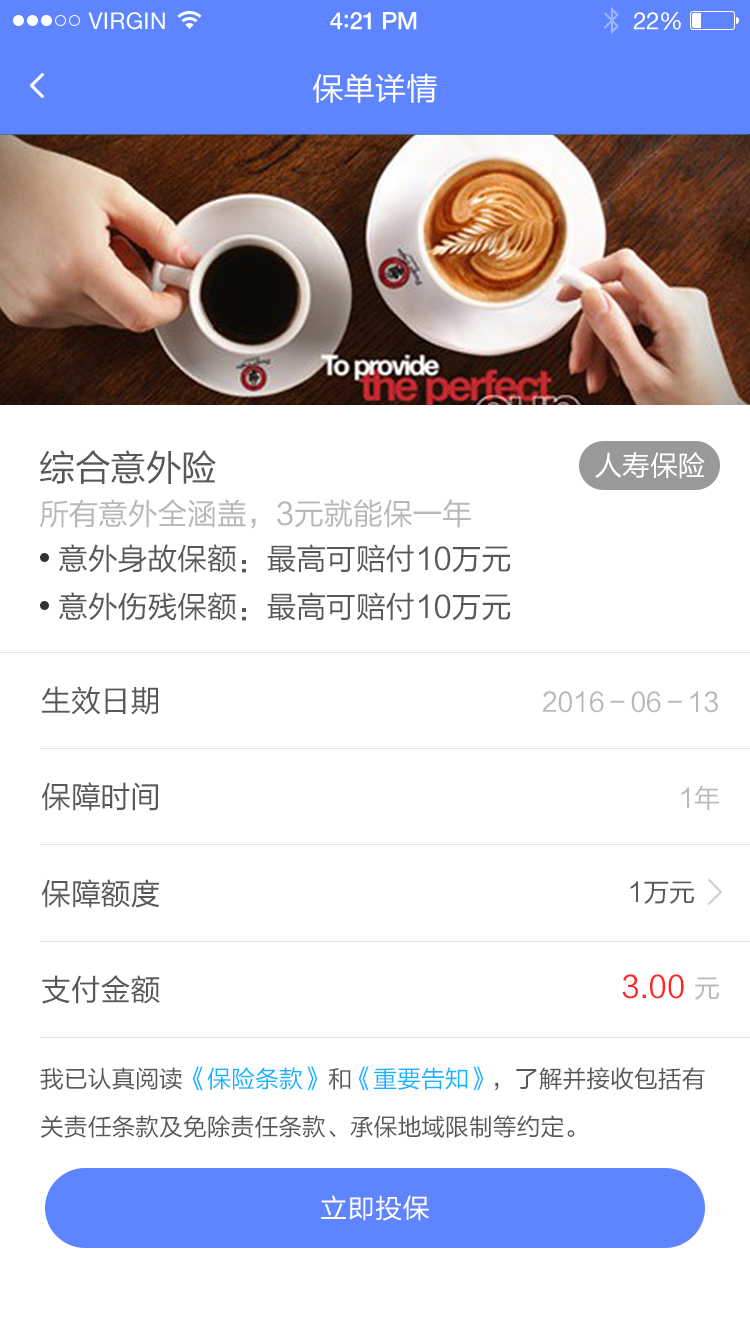 VIRGIN
4:21 PM
22%
保单详情
To provide
the perfect
cup
综合意外险
人寿保险
所有意外全涵盖，3元就能保一年
• 意外身故保额：最高可赔付10万元
• 意外伤残保额：最高可赔付10万元
生效日期
2016-06-13
保障时间
1年
保障额度
1万元
支付金额
3.00 元
我已认真阅读《保险条款》和《重要告知》，了解并接收包括有
关责任条款及免除责任条款、承保地域限制等约定。
立即投保